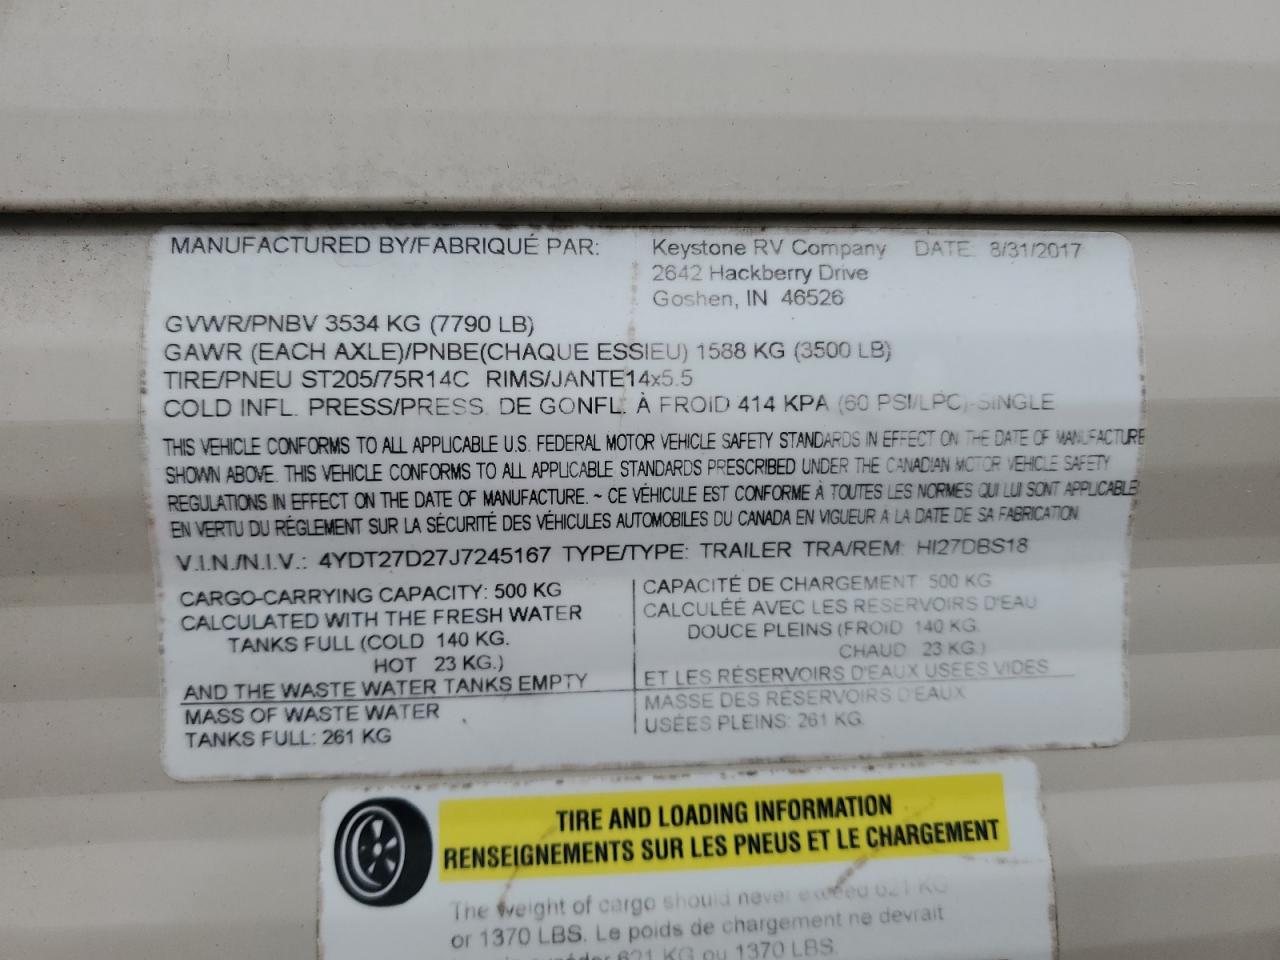 MANUFACTURED BY/FABRIQUÉ PAR: Keystone RV Company DATE: 8/31/2017
2642 Hackberry Drive
Goshen, IN 46526
GVWR/PNBV 3534 KG (7790 LB)
GAWR (EACH AXLE)/PNBE(CHAQUE ESSIEU) 1588 KG (3500 LB)
TIRE/PNEU ST205/75R14C RIMS/JANTE14x5.5
COLD INFL. PRESS/PRESS. DE GONFL. À FROID 414 KPA (60 PSI/LPC)-SINGLE
THIS VEHICLE CONFORMS TO ALL APPLICABLE U.S. FEDERAL MOTOR VEHICLE SAFETY STANDARDS IN EFFECT ON THE DATE OF MANUFACTURE
SHOWN ABOVE. THIS VEHICLE CONFORMS TO ALL APPLICABLE STANDARDS PRESCRIBED UNDER THE CANADIAN MOTOR VEHICLE SAFETY
REGULATIONS IN EFFECT ON THE DATE OF MANUFACTURE. ~ CE VÉHICULE EST CONFORME À TOUTES LES NORMES QUI LUI SONT APPLICABLE
EN VERTU DU RÉGLEMENT SUR LA SÉCURITÉ DES VÉHICULES AUTOMOBILES DU CANADA EN VIGUEUR A LA DATE DE SA FABRICATION
V.I.N./N.I.V.: 4YDT27D27J7245167 TYPE/TYPE: TRAILER TRA/REM: HI27DBS18
CARGO-CARRYING CAPACITY: 500 KG
CALCULATED WITH THE FRESH WATER
TANKS FULL (COLD 140 KG.
HOT 23 KG.)
AND THE WASTE WATER TANKS EMPTY
MASS OF WASTE WATER
TANKS FULL: 261 KG
CAPACITÉ DE CHARGEMENT 500 KG
CALCULÉE AVEC LES RÉSERVOIRS D'EAU
DOUCE PLEINS (FROID 140 KG.
CHAUD 23 KG.)
ET LES RÉSERVOIRS D'EAUX USÉES VIDES
MASSE DES RÉSERVOIRS D'EAUX
USÉES PLEINS: 261 KG.
TIRE AND LOADING INFORMATION
RENSEIGNEMENTS SUR LES PNEUS ET LE CHARGEMENT
The weight of cargo should never exceed 621 KG
or 1370 LBS. Le poids de chargement ne devrait
621 KG ou 1370 LBS.